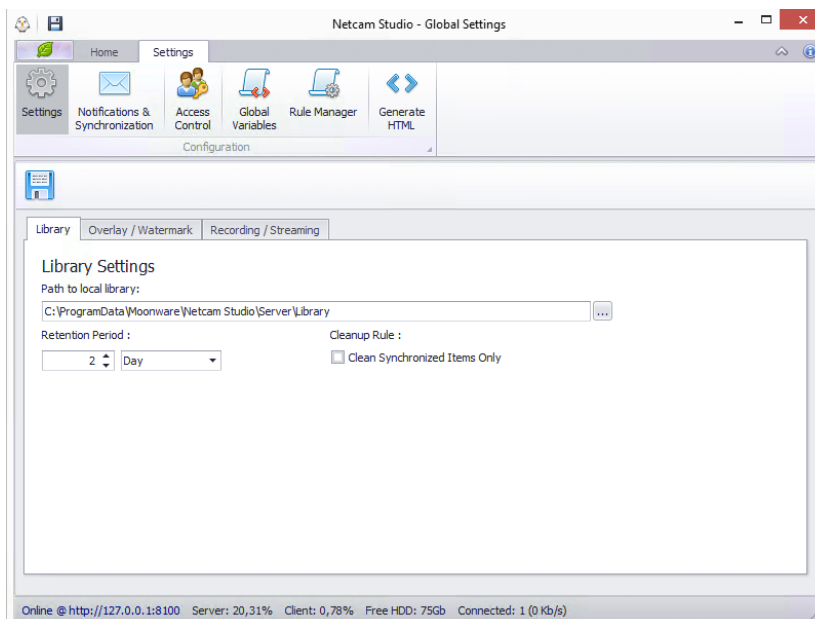 Netcam Studio - Global Settings
Home Settings
Settings Notifications & Synchronization Access Control Global Variables Rule Manager Generate HTML
Configuration
Library Overlay / Watermark Recording / Streaming
Library Settings
Path to local library:
C:\ProgramData\Moonware\Netcam Studio\Server\Library ...
Retention Period : Cleanup Rule :
2 Day Clean Synchronized Items Only
Online @ http://127.0.0.1:8100 Server: 20,31% Client: 0,78% Free HDD: 75Gb Connected: 1 (0 Kb/s)